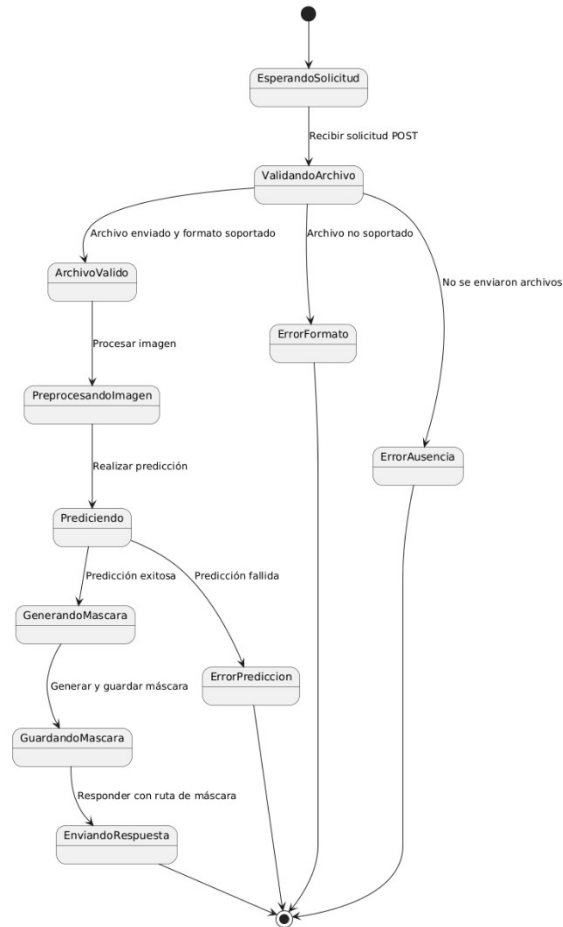 EsperandoSolicitud
Recibir solicitud POST
ValidandoArchivo
Archivo enviado y formato soportado
Archivo no soportado
No se enviaron archivos
ArchivoValido
Procesar imagen
ErrorFormato
PreprocesandoImagen
ErrorAusencia
Realizar predicción
Prediciendo
Predicción exitosa
Predicción fallida
GenerandoMascara
ErrorPrediccion
Generar y guardar máscara
GuardandoMascara
Responder con ruta de máscara
EnviandoRespuesta